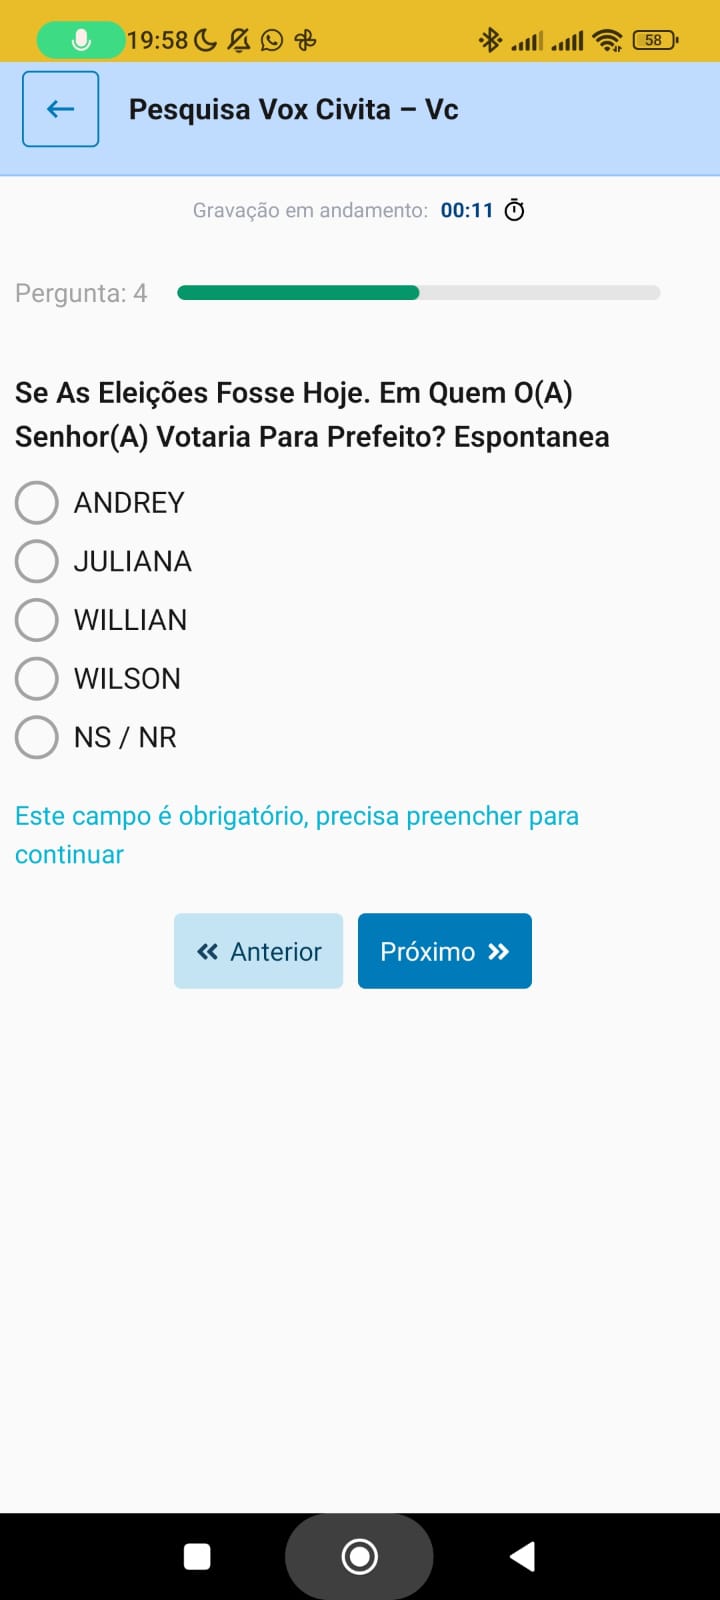 19:58
58
Pesquisa Vox Civita – Vc
Gravação em andamento: 00:11
Pergunta: 4
Se As Eleições Fosse Hoje. Em Quem O(A)
Senhor(A) Votaria Para Prefeito? Espontanea
ANDREY
JULIANA
WILLIAN
WILSON
NS / NR
Este campo é obrigatório, precisa preencher para
continuar
« Anterior
Próximo »